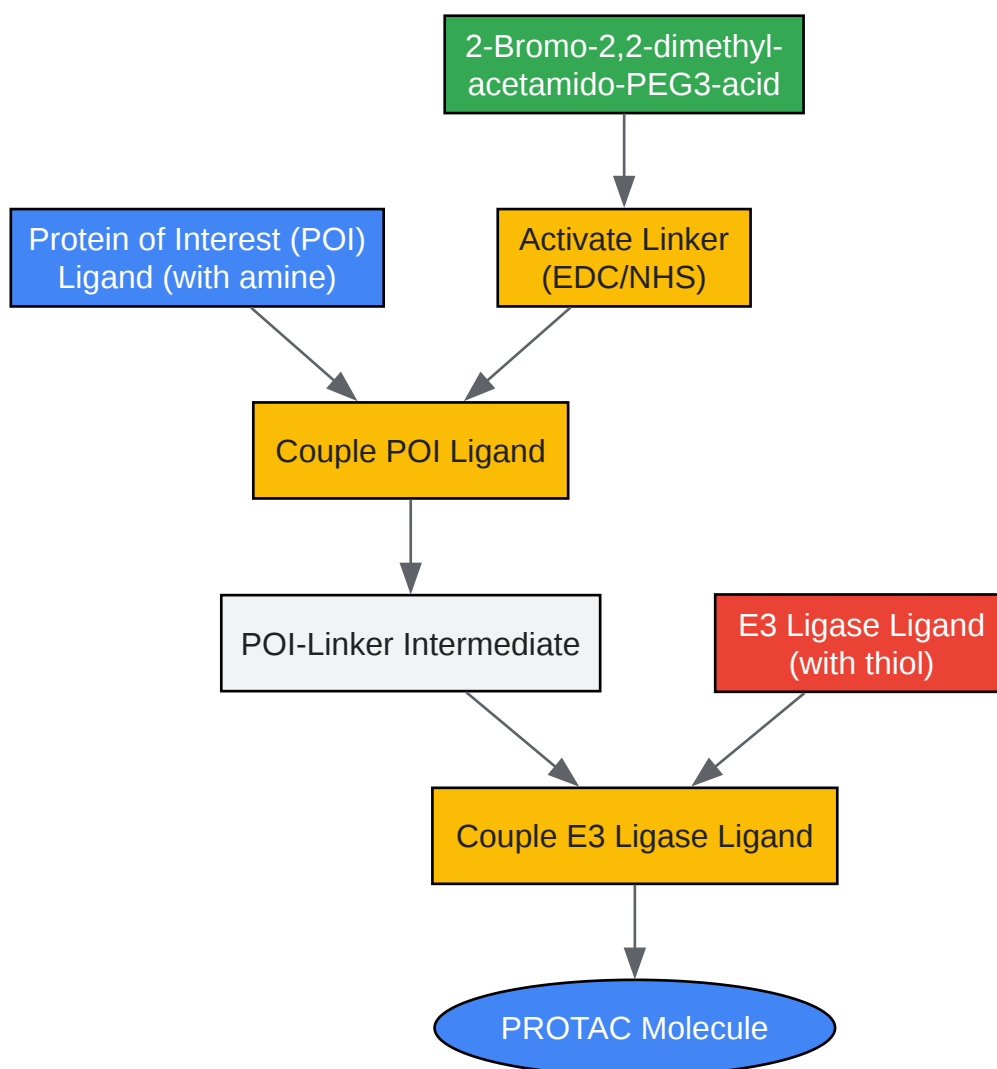 2-Bromo-2,2-dimethyl-
acetamido-PEG3-acid
Protein of Interest (POI)
Ligand (with amine)
Activate Linker
(EDC/NHS)
Couple POI Ligand
POI-Linker Intermediate
E3 Ligase Ligand
(with thiol)
Couple E3 Ligase Ligand
PROTAC Molecule